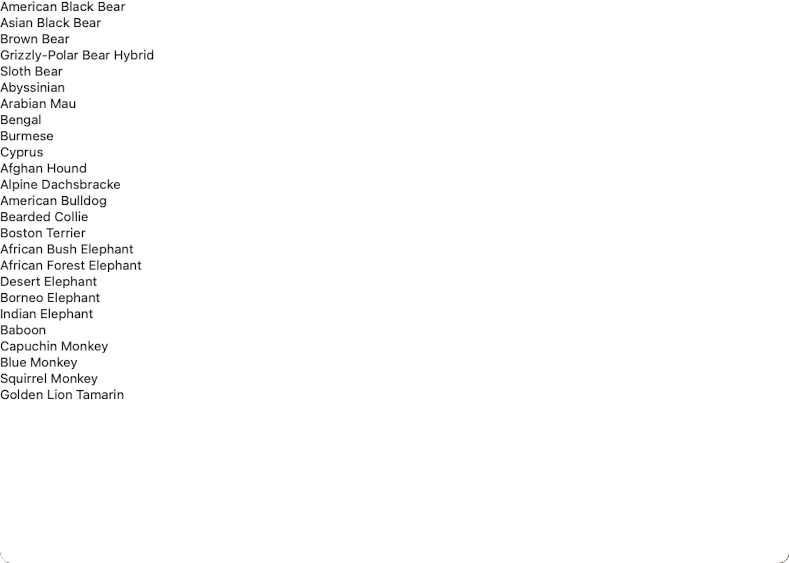 American Black Bear
Asian Black Bear
Brown Bear
Grizzly-Polar Bear Hybrid
Sloth Bear
Abyssinian
Arabian Mau
Bengal
Burmese
Cyprus
Afghan Hound
Alpine Dachsbracke
American Bulldog
Bearded Collie
Boston Terrier
African Bush Elephant
African Forest Elephant
Desert Elephant
Borneo Elephant
Indian Elephant
Baboon
Capuchin Monkey
Blue Monkey
Squirrel Monkey
Golden Lion Tamarin